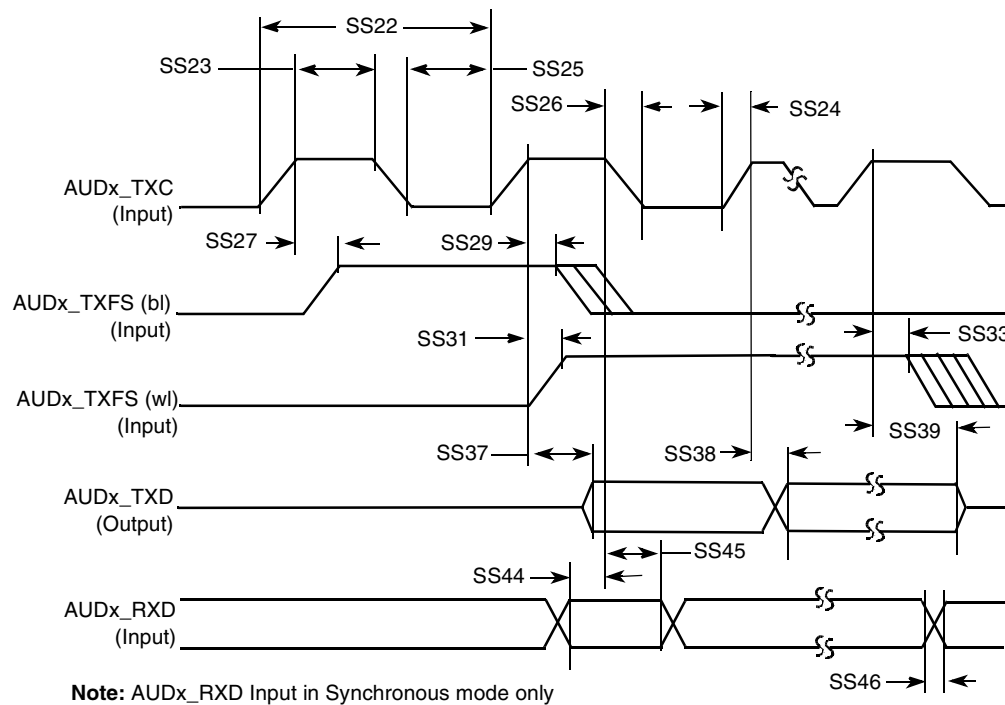 SS22
SS23
SS25
SS26
SS24
AUDx_TXC
(Input)
SS27
SS29
AUDx_TXFS (bl)
(Input)
SS31
SS33
AUDx_TXFS (wl)
(Input)
SS39
SS37
SS38
AUDx_TXD
(Output)
SS45
SS44
AUDx_RXD
(Input)
SS46
Note: AUDx_RXD Input in Synchronous mode only